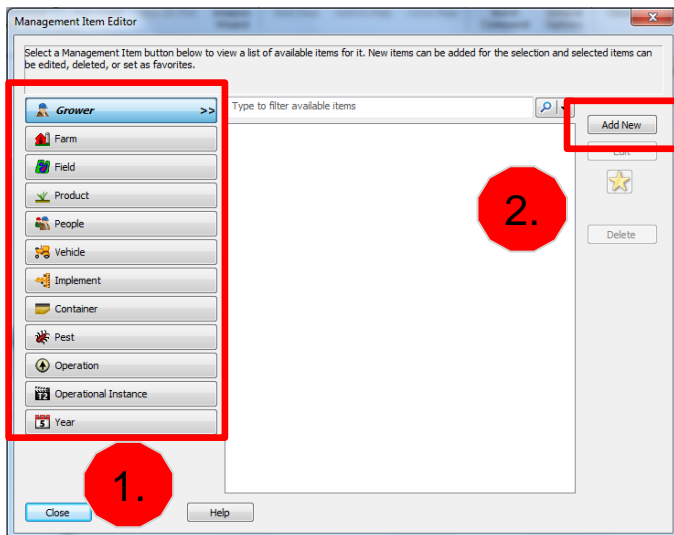 Management Item Editor
Select a Management Item button below to view a list of available items for it. New items can be added for the selection and selected items can
be edited, deleted, or set as favorites.
Grower >>
Type to filter available items
Add New
Farm
Edit
Field
Product
2.
People
Delete
Vehicle
Implement
Container
Pest
Operation
Operational Instance
5 Year
1.
Close
Help